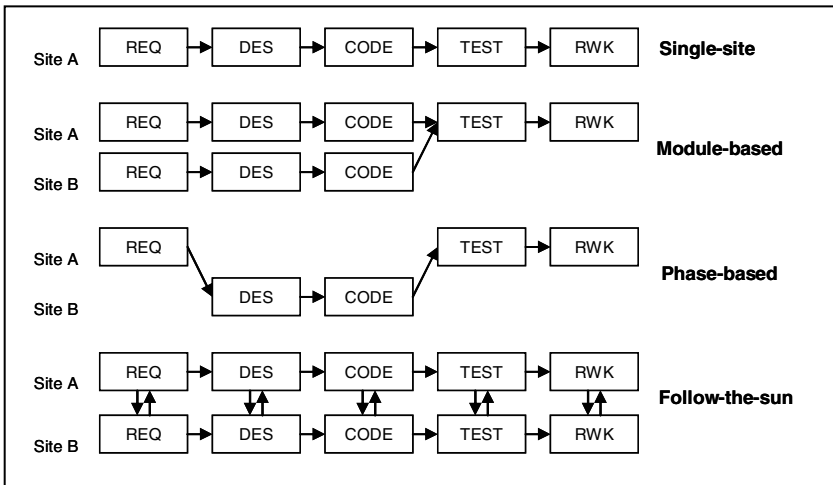 REQ DES CODE TEST RWK Single-site
Site A
REQ DES CODE TEST RWK
Site A
Module-based
REQ DES CODE
Site B
REQ TEST RWK
Site A
Phase-based
DES CODE
Site B
REQ DES CODE TEST RWK
Site A
Follow-the-sun
REQ DES CODE TEST RWK
Site B